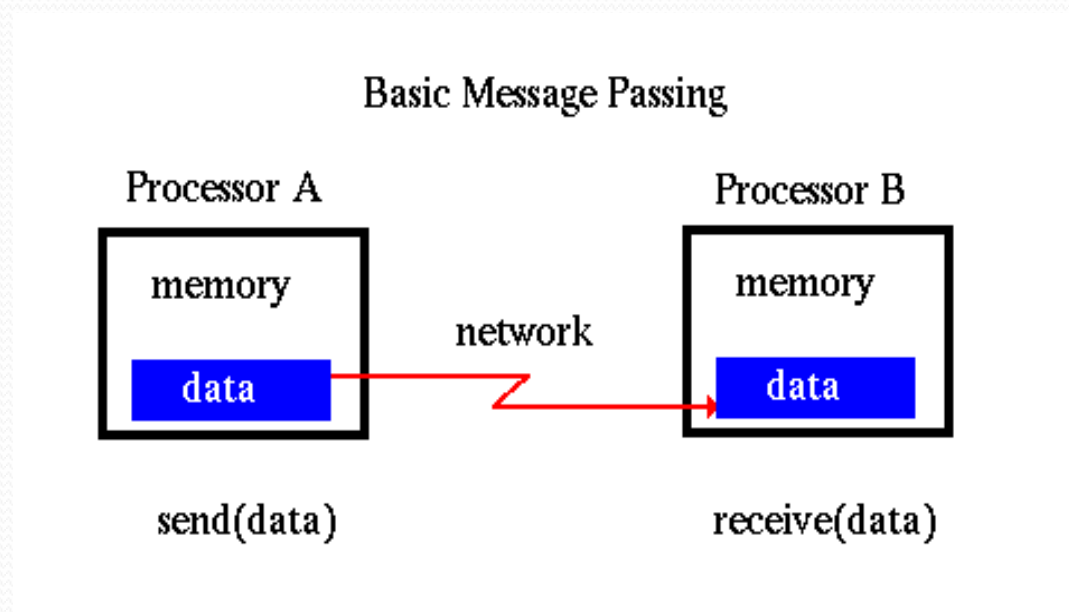 Basic Message Passing
Processor A
Processor B
memory
memory
network
data
data
send(data)
receive(data)